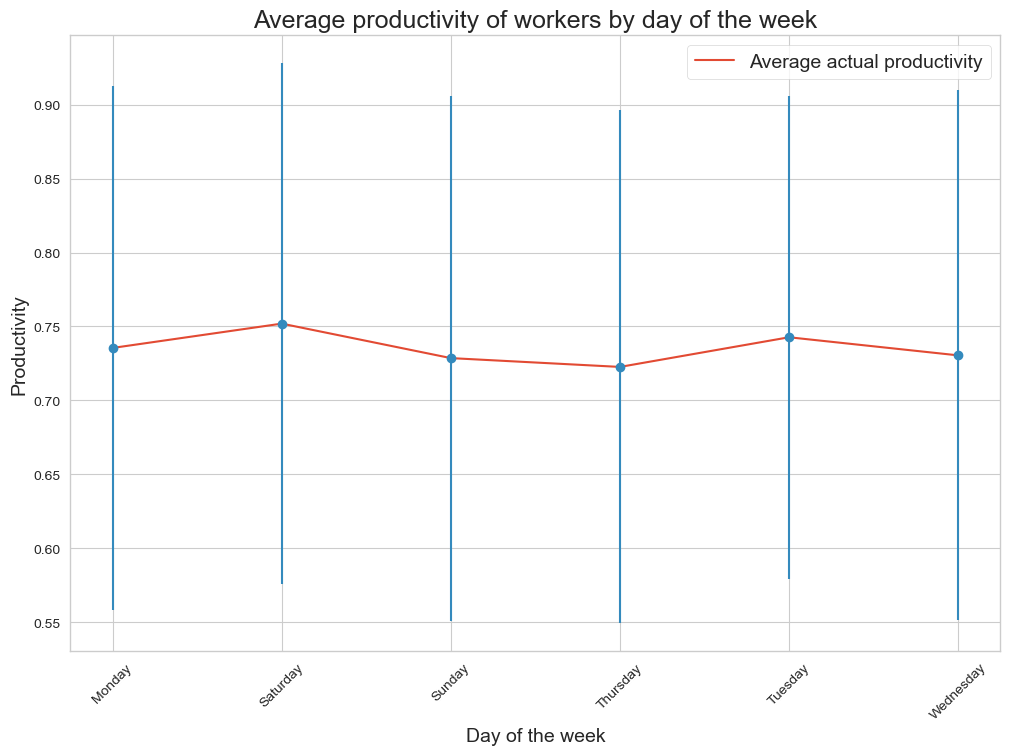 Average productivity of workers by day of the week
Average actual productivity
0.90
0.85
0.80
0.75
0.70
0.65
0.60
0.55
Productivity
Monday
Saturday
Sunday
Thursday
Tuesday
Wednesday
Day of the week